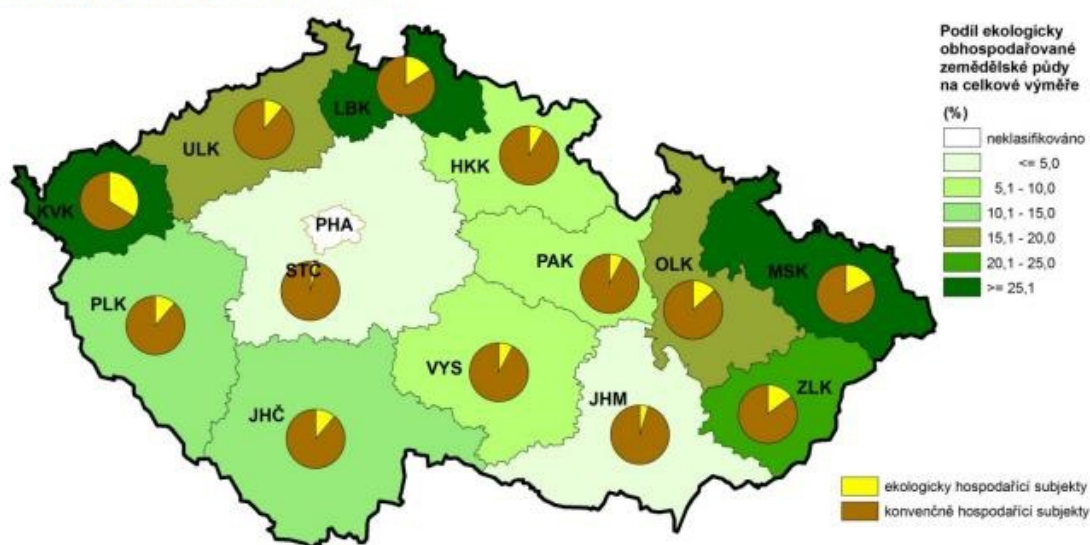 Podíl ekologicky
obhospodařované
zemědělské půdy
na celkové výměře
(%)
neklasifikováno
<= 5,0
5,1 - 10,0
10,1 - 15,0
15,1 - 20,0
20,1 - 25,0
>= 25,1
LBK
ULK
HKK
KVK
PHA
STČ
PAK
OLK
MSK
PLK
VYS
JHČ
JHM
ZLK
ekologicky hospodařící subjekty
konvenčně hospodařící subjekty